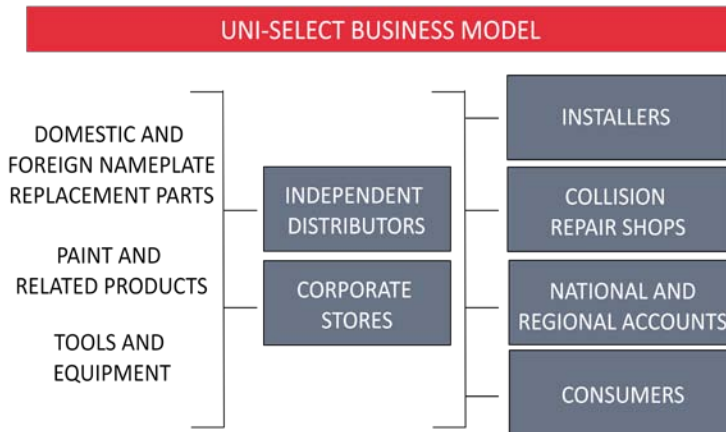 UNI-SELECT BUSINESS MODEL
DOMESTIC AND
FOREIGN NAMEPLATE
REPLACEMENT PARTS
PAINT AND
RELATED PRODUCTS
TOOLS AND
EQUIPMENT
INDEPENDENT
DISTRIBUTORS
CORPORATE
STORES
INSTALLERS
COLLISION
REPAIR SHOPS
NATIONAL AND
REGIONAL ACCOUNTS
CONSUMERS